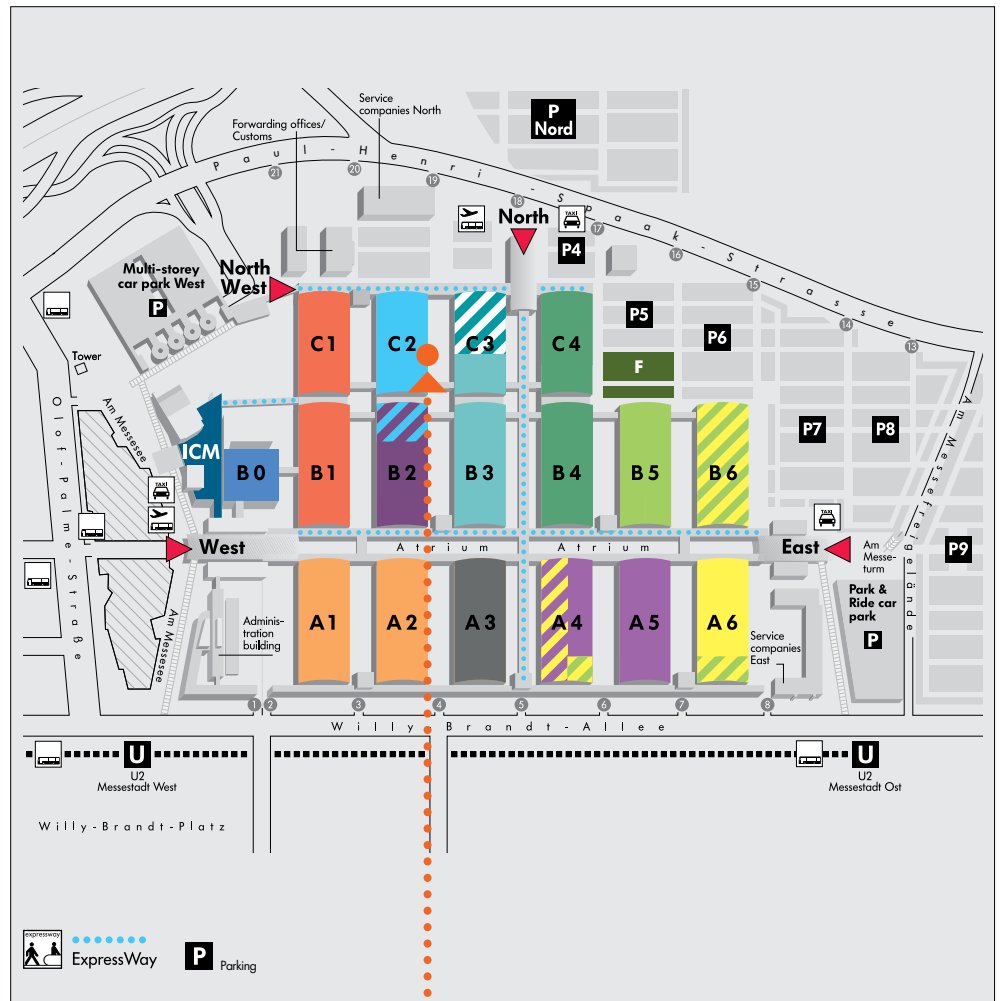 Service
companies North
P
Nord
Forwarding offices/
Customs
Paul-Henri-Spaak-Strasse
21
20
19
18
17
16
15
14
13
North
TAXI
P4
North
West
Multi-storey
car park West
P
Tower
C1
C2
C3
C4
P5
P6
F
Am Messesee
Olof-Palme-Straße
ICM
B0
B1
B2
B3
B4
B5
B6
P7
P8
TAXI
TAXI
West
Atrium
Atrium
East
Am
Messe-
turm
P9
Am Messefreigelände
Am Messesee
Adminis-
tration
building
A1
A2
A3
A4
A5
A6
Park &
Ride car
park
P
Service
companies
East
1
2
3
4
5
6
7
8
Willy-Brandt-Allee
U
U2
Messestadt West
U
U2
Messestadt Ost
Willy-Brandt-Platz
expressway
ExpressWay
P
Parking